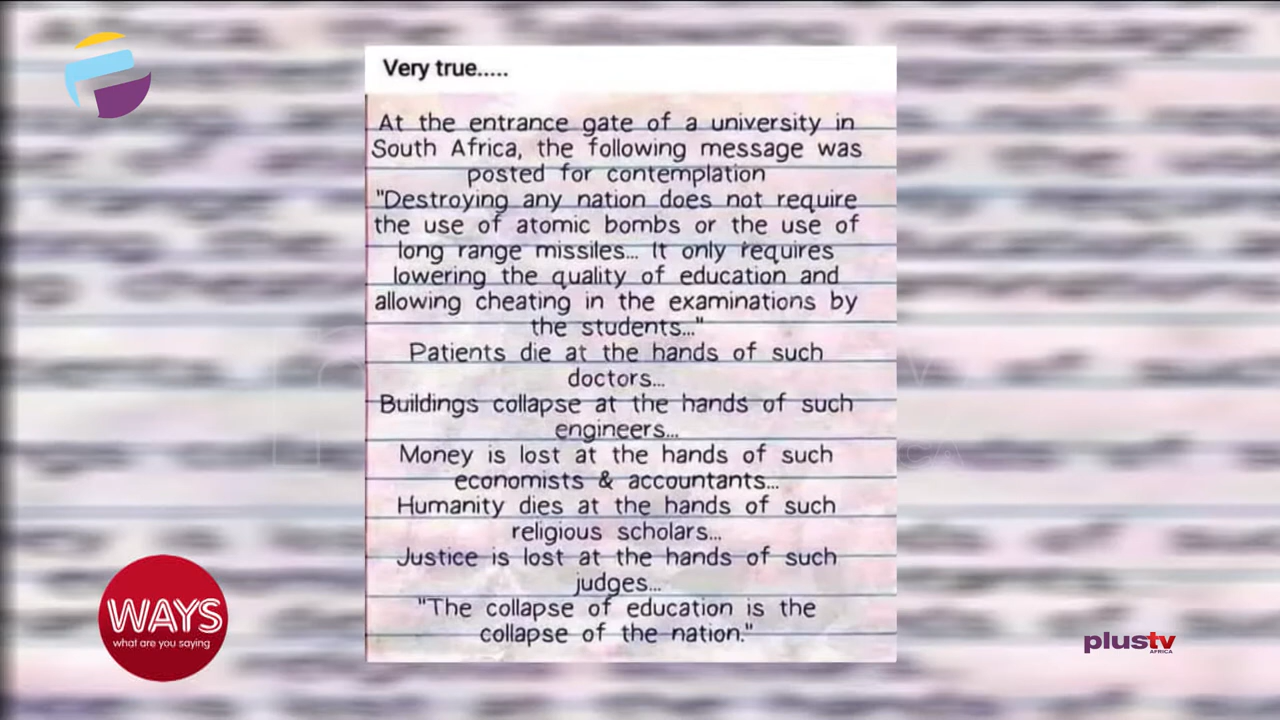 Very true.....
At the entrance gate of a university in
South Africa, the following message was
posted for contemplation
"Destroying any nation does not require
the use of atomic bombs or the use of
long range missiles... It only requires
lowering the quality of education and
allowing cheating in the examinations by
the students..."
Patients die at the hands of such
doctors...
Buildings collapse at the hands of such
engineers...
Money is lost at the hands of such
economists & accountants...
Humanity dies at the hands of such
religious scholars...
Justice is lost at the hands of such
judges...
"The collapse of education is the
collapse of the nation."
WAYS
what are you saying
plustv
AFRICA